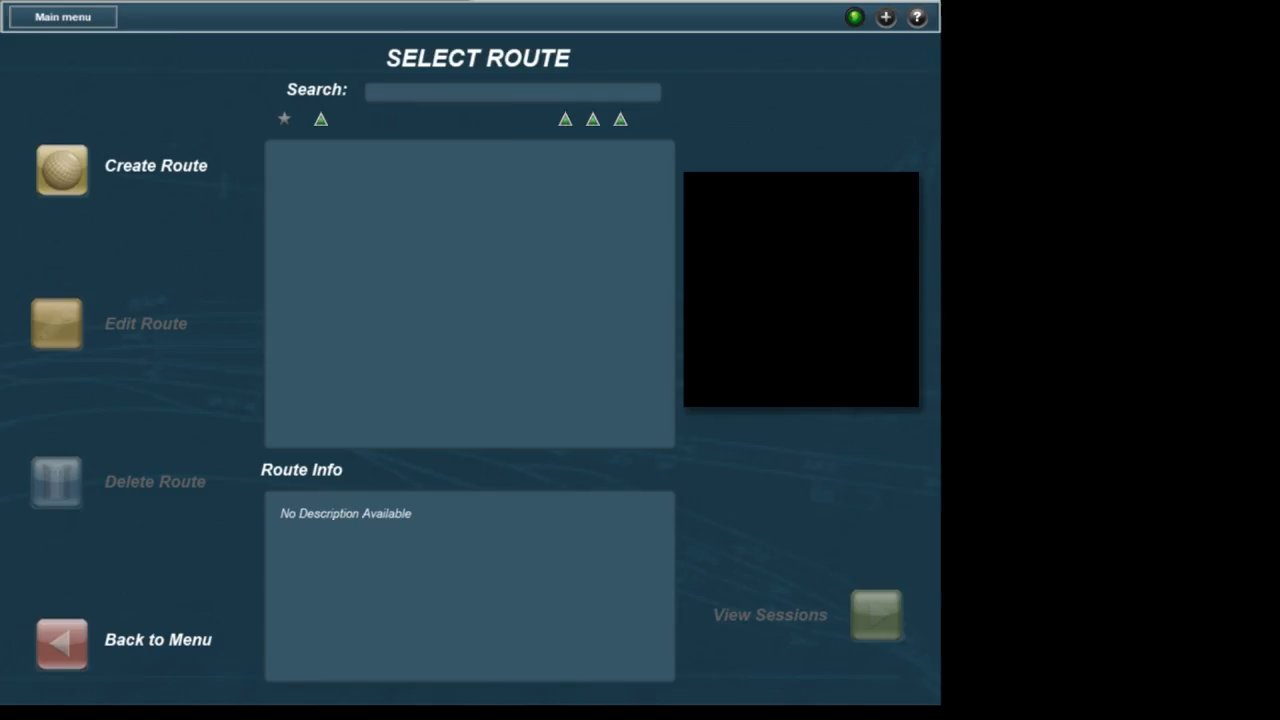 Main menu
SELECT ROUTE
Search:
Create Route
Edit Route
Delete Route
Route Info
No Description Available
View Sessions
Back to Menu